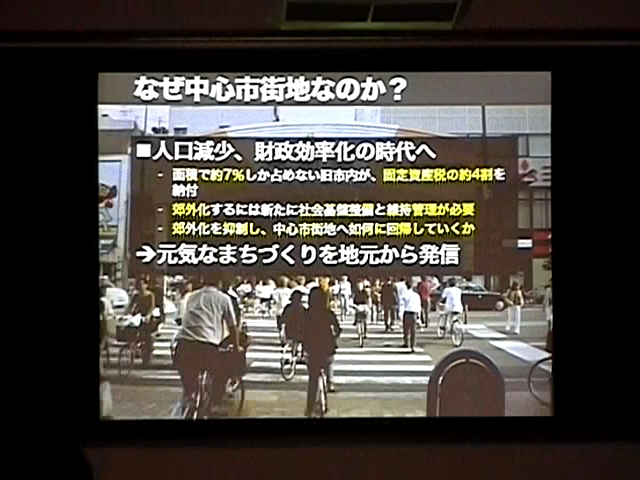 なぜ中心市街地なのか？
■人口減少、財政効率化の時代へ
- 面積で約7%しか占めない旧市内が、固定資産税の約4割を
納付
- 郊外化するには新たに社会基盤整備と維持管理が必要
- 郊外化を抑制し、中心市街地へ如何に回帰していくか
→元気なまちづくりを地元から発信